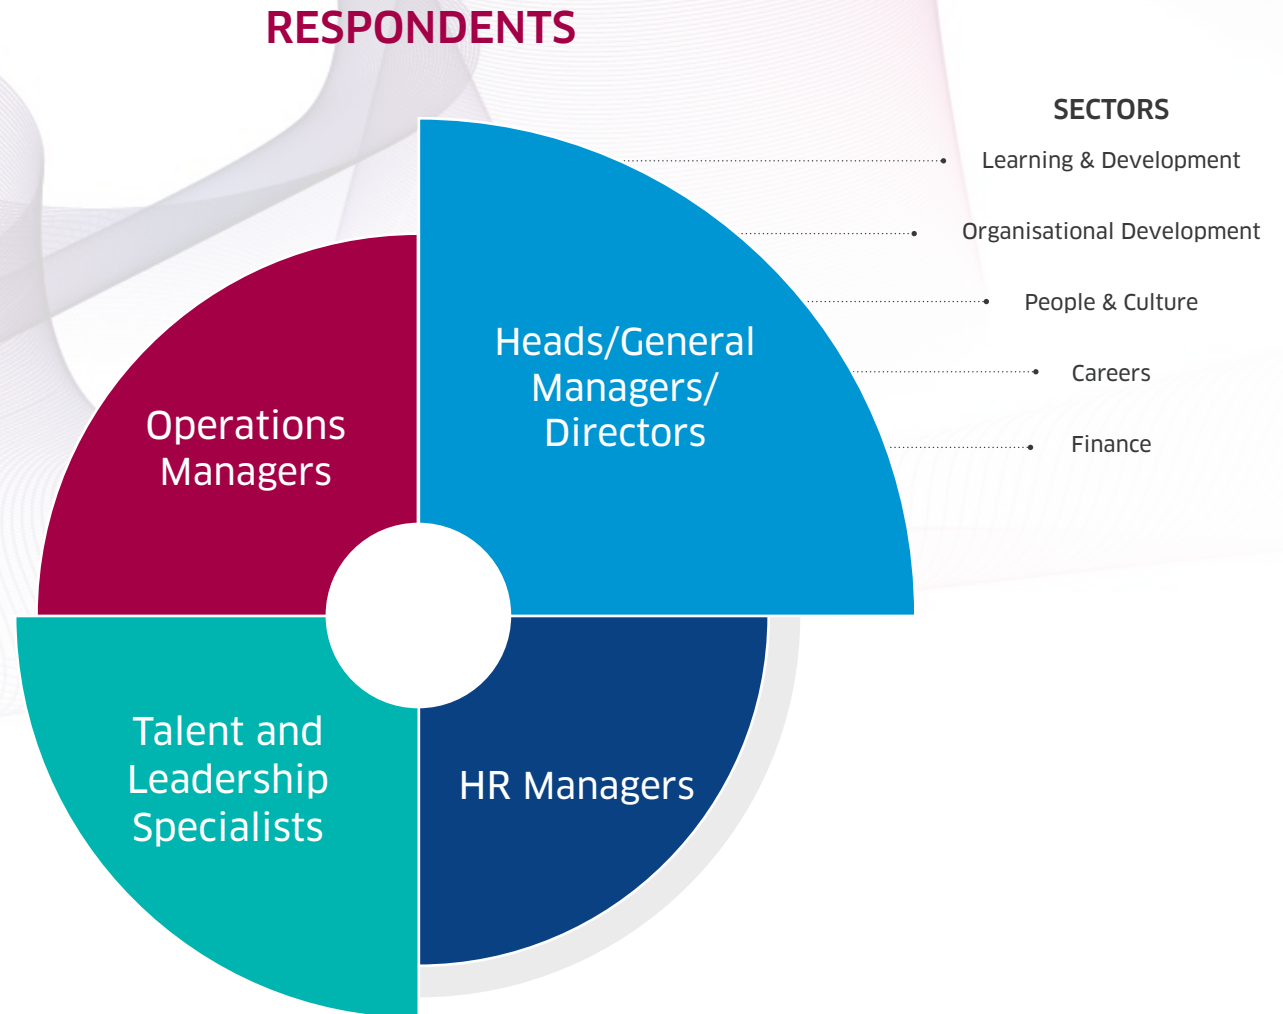 RESPONDENTS
SECTORS
Learning & Development
Organisational Development
People & Culture
Careers
Finance
Heads/General
Managers/
Directors
Operations
Managers
Talent and
Leadership
Specialists
HR Managers